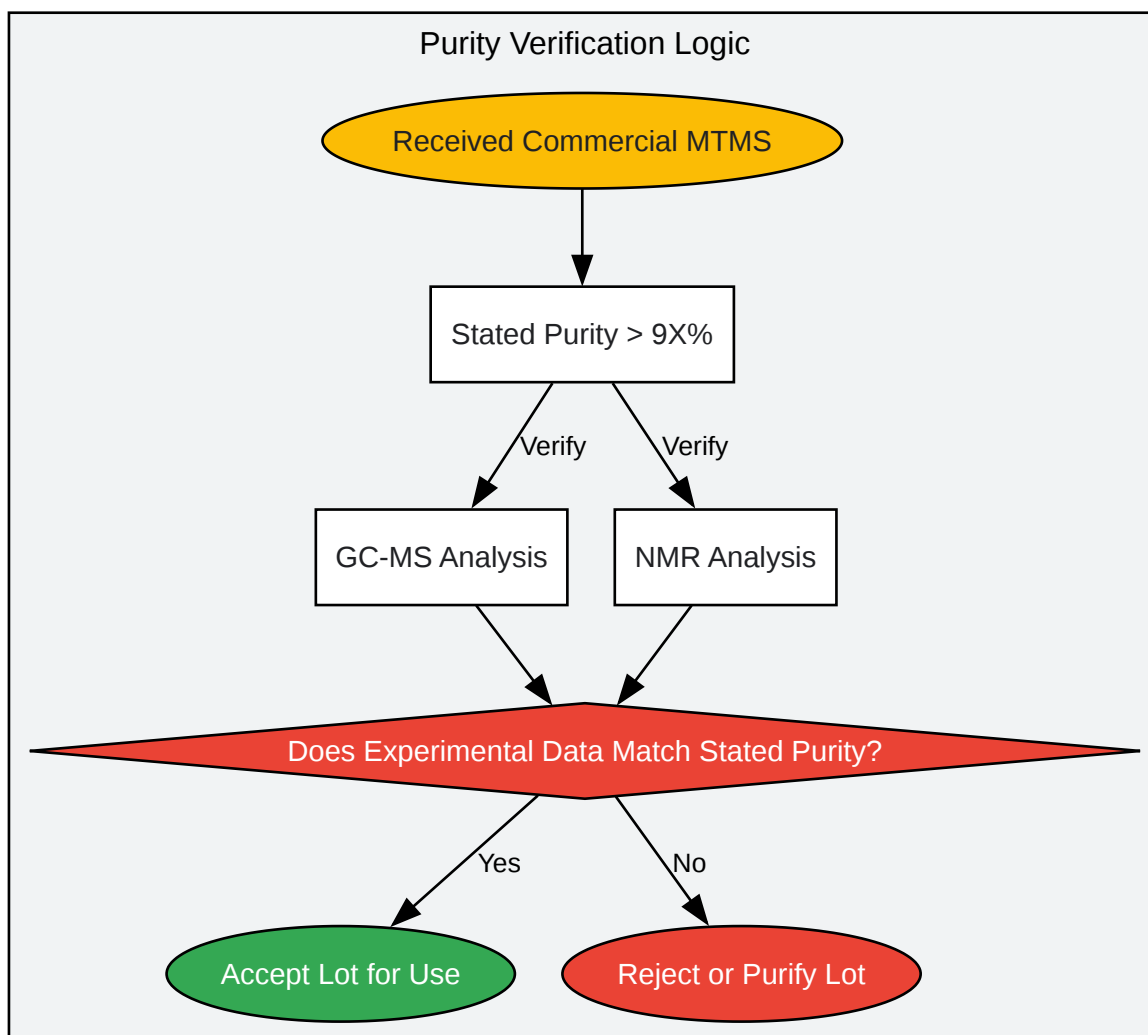 Purity Verification Logic
Received Commercial MTMS
Stated Purity > 9X%
Verify
Verify
GC-MS Analysis
NMR Analysis
Does Experimental Data Match Stated Purity?
Yes
No
Accept Lot for Use
Reject or Purify Lot